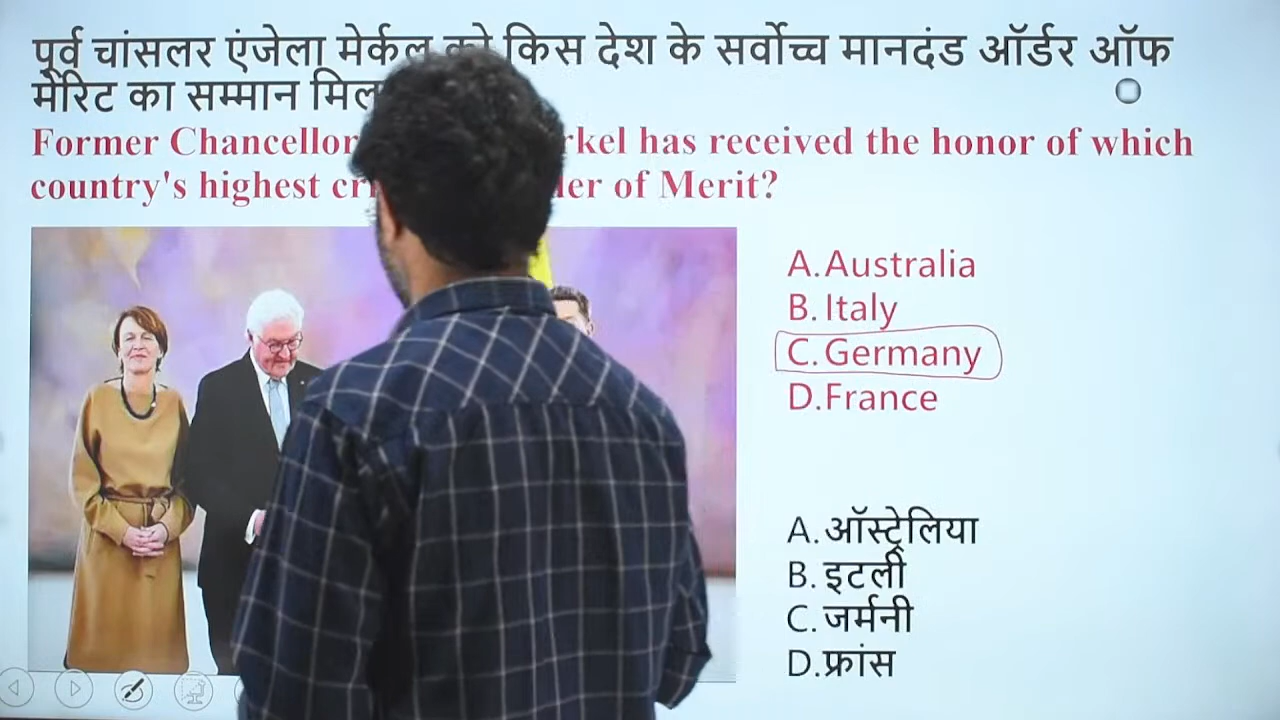 पूर्व चांसलर एंजेला मेर्कल को किस देश के सर्वोच्च मानदंड ऑर्डर ऑफ
मेरिट का सम्मान
Former Chancellor has received the honor of which
country's highest of Merit?
A. Australia
B. Italy
C. Germany
D. France
A. ऑस्ट्रेलिया
B. इटली
C. जर्मनी
D. फ्रांस